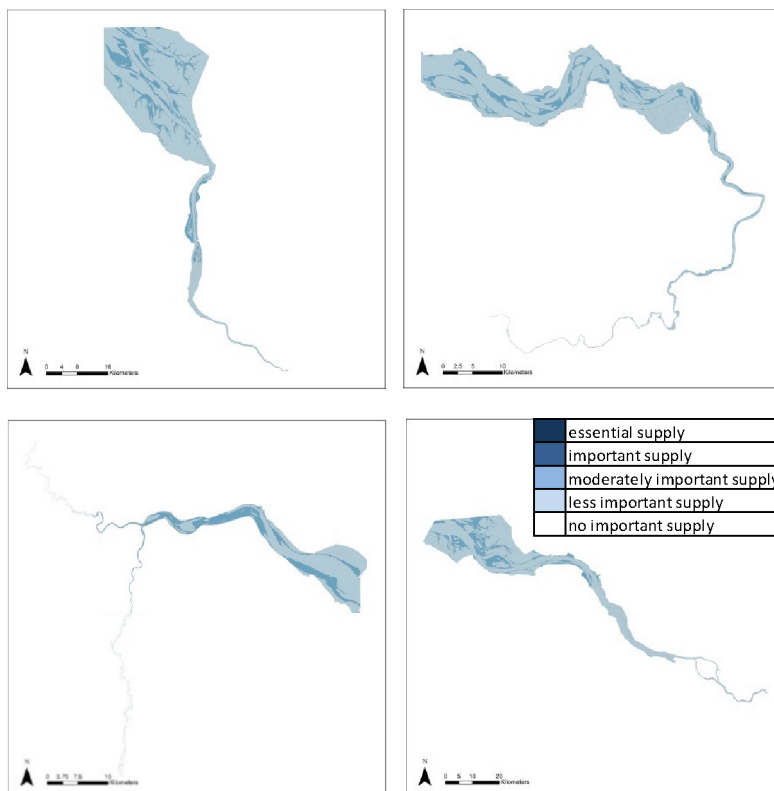 N
0 4 8 16
Kilometers
N
0 2,5 5 10
Kilometers
essential supply
important supply
moderately important supply
less important supply
no important supply
N
0 3,75 7,5 15
Kilometers
N
0 5 10 20
Kilometers